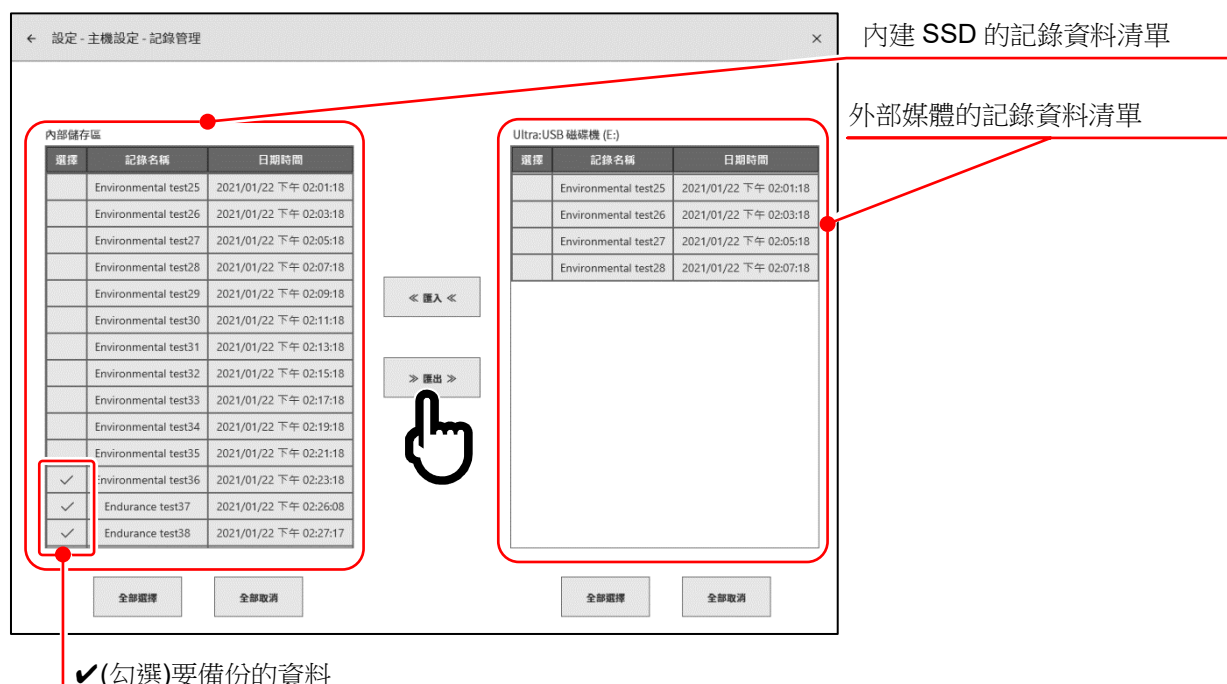 ← 設定 - 主機設定 - 記錄管理 ×
內建 SSD 的記錄資料清單
外部媒體的記錄資料清單
內部儲存區
選擇 記錄名稱 日期時間
Environmental test25 2021/01/22 下午 02:01:18
Environmental test26 2021/01/22 下午 02:03:18
Environmental test27 2021/01/22 下午 02:05:18
Environmental test28 2021/01/22 下午 02:07:18
Environmental test29 2021/01/22 下午 02:09:18
Environmental test30 2021/01/22 下午 02:11:18
Environmental test31 2021/01/22 下午 02:13:18
Environmental test32 2021/01/22 下午 02:15:18
Environmental test33 2021/01/22 下午 02:17:18
Environmental test34 2021/01/22 下午 02:19:18
Environmental test35 2021/01/22 下午 02:21:18
✓ Environmental test36 2021/01/22 下午 02:23:18
✓ Endurance test37 2021/01/22 下午 02:26:08
✓ Endurance test38 2021/01/22 下午 02:27:17
全部選擇 全部取消
≪ 匯入 ≪
≫ 匯出 ≫
Ultra:USB 磁碟機 (E:)
選擇 記錄名稱 日期時間
Environmental test25 2021/01/22 下午 02:01:18
Environmental test26 2021/01/22 下午 02:03:18
Environmental test27 2021/01/22 下午 02:05:18
Environmental test28 2021/01/22 下午 02:07:18
全部選擇 全部取消
✔(勾選)要備份的資料